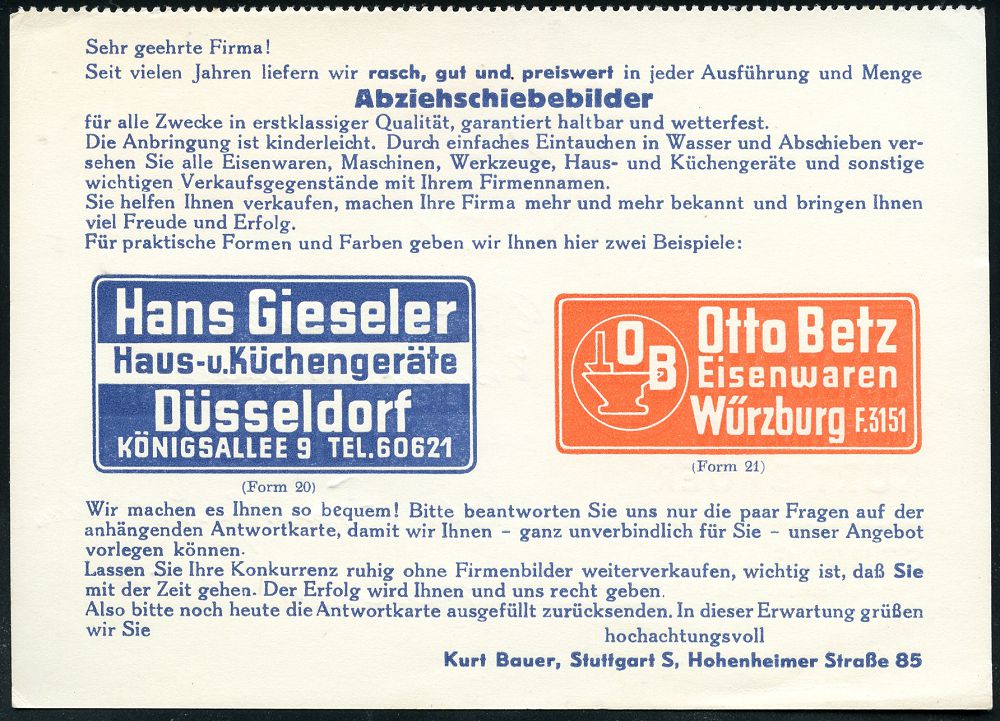 Sehr geehrte Firma!
Seit vielen Jahren liefern wir rasch, gut und. preiswert in jeder Ausführung und Menge
Abziehschiebebilder
für alle Zwecke in erstklassiger Qualität, garantiert haltbar und wetterfest.
Die Anbringung ist kinderleicht. Durch einfaches Eintauchen in Wasser und Abschieben ver-
sehen Sie alle Eisenwaren, Maschinen, Werkzeuge, Haus- und Küchengeräte und sonstige
wichtigen Verkaufsgegenstände mit Ihrem Firmennamen.
Sie helfen Ihnen verkaufen, machen Ihre Firma mehr und mehr bekannt und bringen Ihnen
viel Freude und Erfolg.
Für praktische Formen und Farben geben wir Ihnen hier zwei Beispiele:
Hans Gieseler
Haus-u.Küchengeräte
Düsseldorf
KÖNIGSALLEE 9 TEL.60621
(Form 20)
OB
Otto Betz
Eisenwaren
Würzburg F.3151
(Form 21)
Wir machen es Ihnen so bequem! Bitte beantworten Sie uns nur die paar Fragen auf der
anhängenden Antwortkarte, damit wir Ihnen – ganz unverbindlich für Sie – unser Angebot
vorlegen können.
Lassen Sie Ihre Konkurrenz ruhig ohne Firmenbilder weiterverkaufen, wichtig ist, daß Sie
mit der Zeit gehen. Der Erfolg wird Ihnen und uns recht geben.
Also bitte noch heute die Antwortkarte ausgefüllt zurücksenden. In dieser Erwartung grüßen
wir Sie
hochachtungsvoll
Kurt Bauer, Stuttgart S, Hohenheimer Straße 85